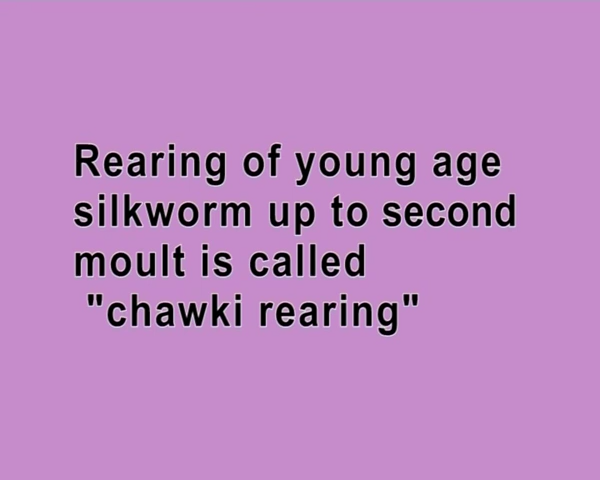 Rearing of young age
silkworm up to second
moult is called
"chawki rearing"